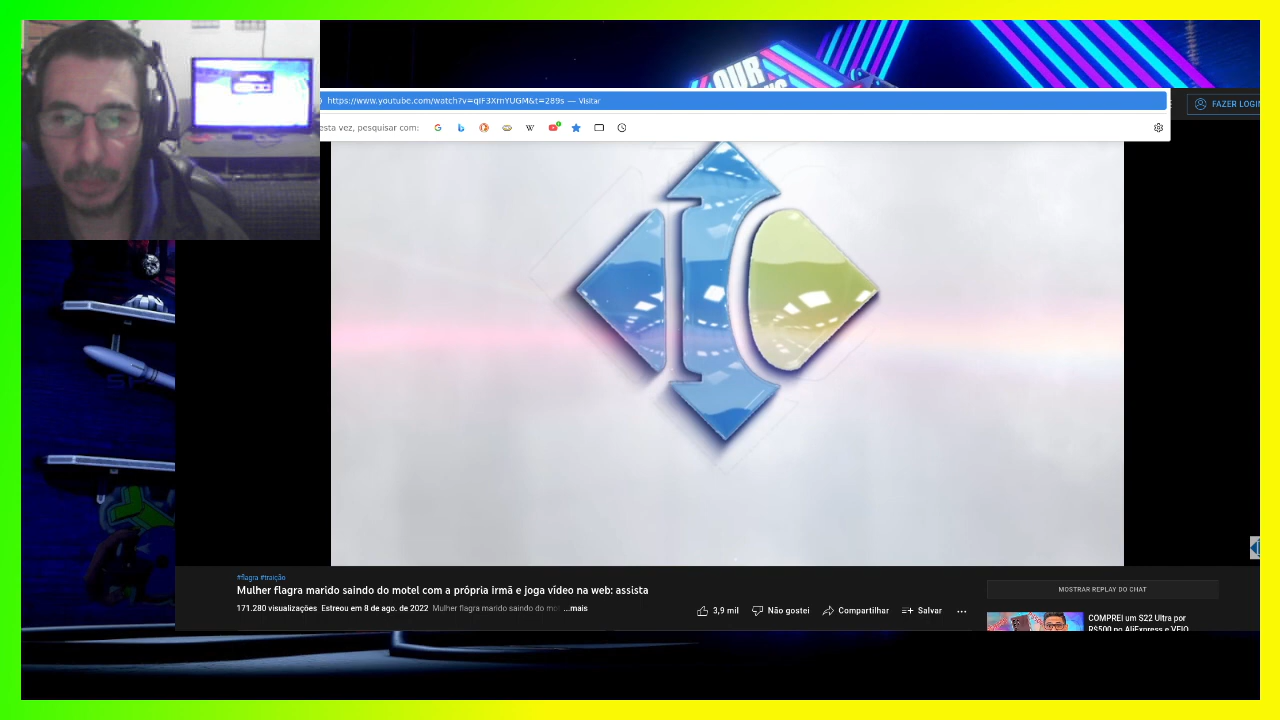 OUR
https://www.youtube.com/watch?v=qIF3XrnYUGM&t=289s — Visitar
FAZER LOGIN
esta vez, pesquisar com:
#flagra #traição
Mulher flagra marido saindo do motel com a própria irmã e joga vídeo na web: assista
171.280 visualizações Estreou em 8 de ago. de 2022 Mulher flagra marido saindo do mot ...mais
3,9 mil Não gostei Compartilhar Salvar
MOSTRAR REPLAY DO CHAT
COMPREI um S22 Ultra por
R$500 no AliExpress e VEIO